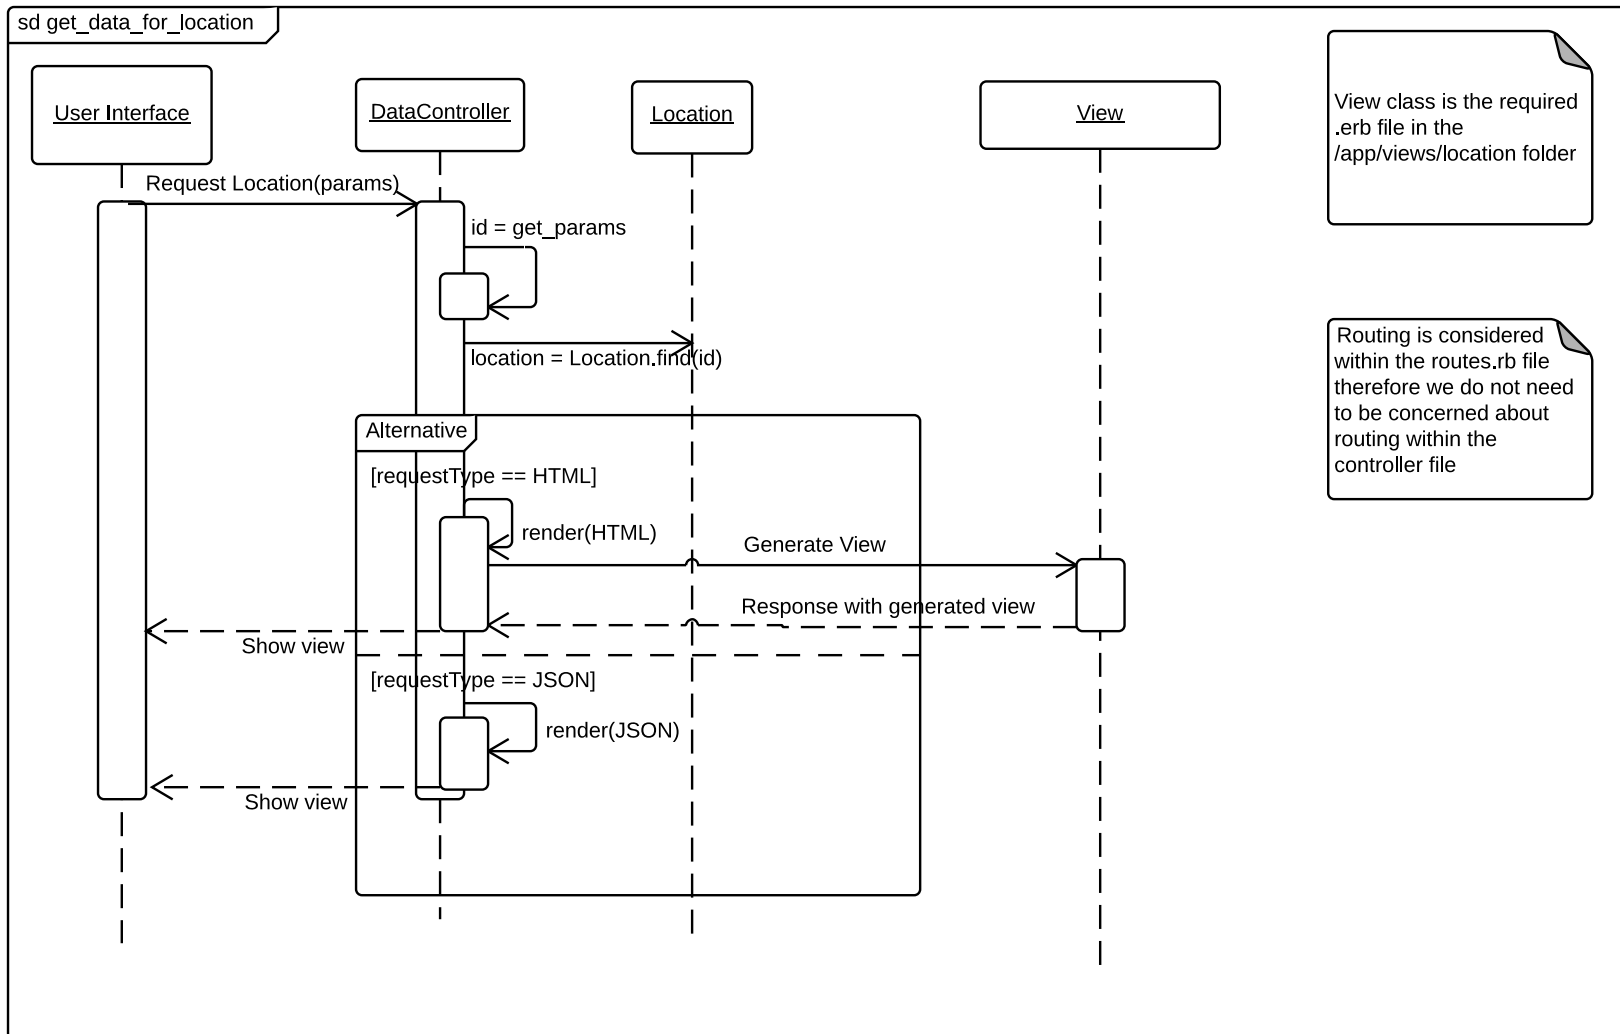 sd get_data_for_location
User Interface
DataController
Location
View
View class is the required
.erb file in the
/app/views/location folder
Request Location(params)
id = get_params
location = Location.find(id)
Routing is considered
within the routes.rb file
therefore we do not need
to be concerned about
routing within the
controller file
Alternative
[requestType == HTML]
render(HTML)
Generate View
Response with generated view
Show view
[requestType == JSON]
render(JSON)
Show view